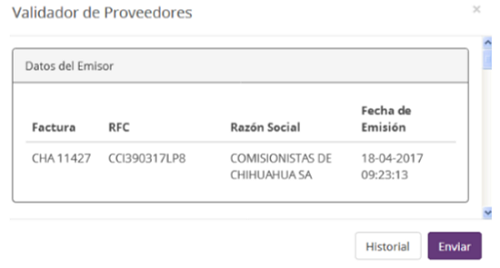 Validador de Proveedores
×
Datos del Emisor
Factura RFC Razón Social Fecha de Emisión
CHA 11427 CCI390317LP8 COMISIONISTAS DE CHIHUAHUA SA 18-04-2017 09:23:13
Historial Enviar